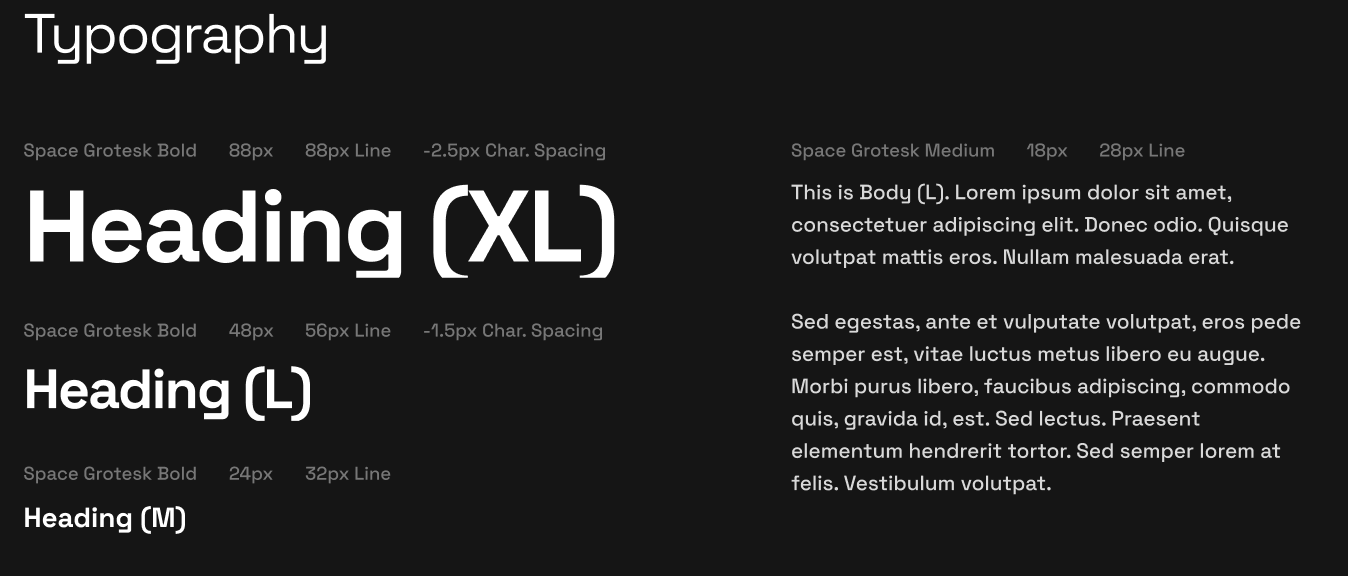 Typography
Space Grotesk Bold 88px 88px Line -2.5px Char. Spacing
Heading (XL)
Space Grotesk Bold 48px 56px Line -1.5px Char. Spacing
Heading (L)
Space Grotesk Bold 24px 32px Line
Heading (M)
Space Grotesk Medium 18px 28px Line
This is Body (L). Lorem ipsum dolor sit amet,
consectetuer adipiscing elit. Donec odio. Quisque
volutpat mattis eros. Nullam malesuada erat.
Sed egestas, ante et vulputate volutpat, eros pede
semper est, vitae luctus metus libero eu augue.
Morbi purus libero, faucibus adipiscing, commodo
quis, gravida id, est. Sed lectus. Praesent
elementum hendrerit tortor. Sed semper lorem at
felis. Vestibulum volutpat.